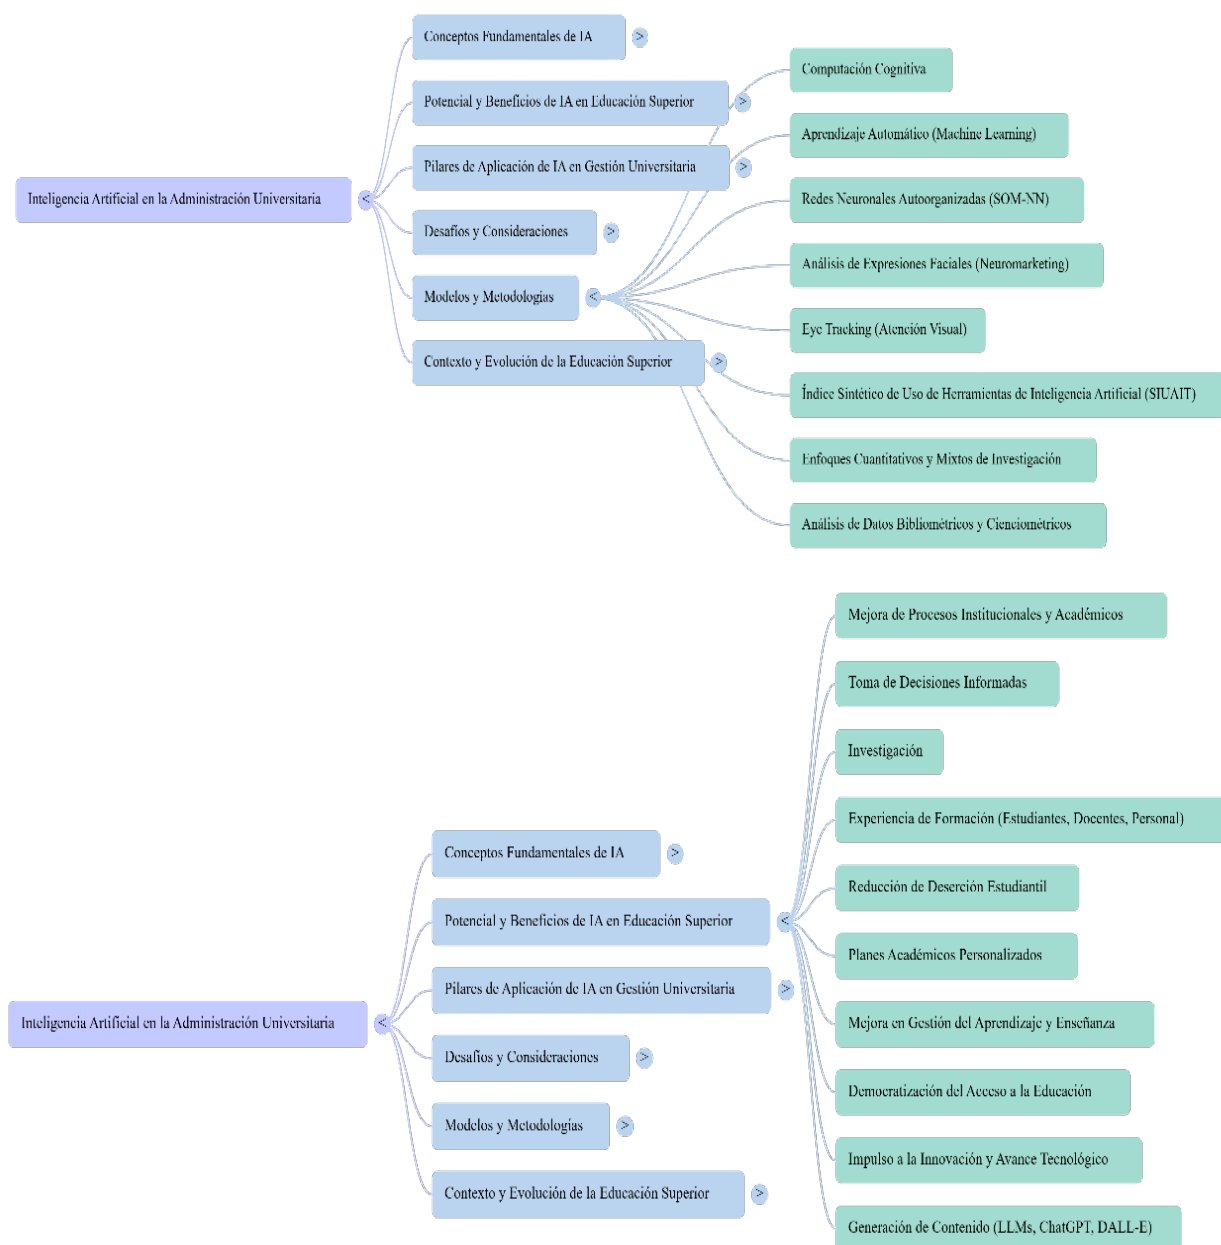 Inteligencia Artificial en la Administración Universitaria
<
Conceptos Fundamentales de IA
>
Potencial y Beneficios de IA en Educación Superior
>
Pilares de Aplicación de IA en Gestión Universitaria
>
Desafíos y Consideraciones
>
Modelos y Metodologías
<
Contexto y Evolución de la Educación Superior
>
Computación Cognitiva
Aprendizaje Automático (Machine Learning)
Redes Neuronales Autoorganizadas (SOM-NN)
Análisis de Expresiones Faciales (Neuromarketing)
Eye Tracking (Atención Visual)
Índice Sintético de Uso de Herramientas de Inteligencia Artificial (SIUAIT)
Enfoques Cuantitativos y Mixtos de Investigación
Análisis de Datos Bibliométricos y Cienciométricos
Inteligencia Artificial en la Administración Universitaria
<
Conceptos Fundamentales de IA
>
Potencial y Beneficios de IA en Educación Superior
<
Pilares de Aplicación de IA en Gestión Universitaria
>
Desafíos y Consideraciones
>
Modelos y Metodologías
>
Contexto y Evolución de la Educación Superior
>
Mejora de Procesos Institucionales y Académicos
Toma de Decisiones Informadas
Investigación
Experiencia de Formación (Estudiantes, Docentes, Personal)
Reducción de Deserción Estudiantil
Planes Académicos Personalizados
Mejora en Gestión del Aprendizaje y Enseñanza
Democratización del Acceso a la Educación
Impulso a la Innovación y Avance Tecnológico
Generación de Contenido (LLMs, ChatGPT, DALL-E)